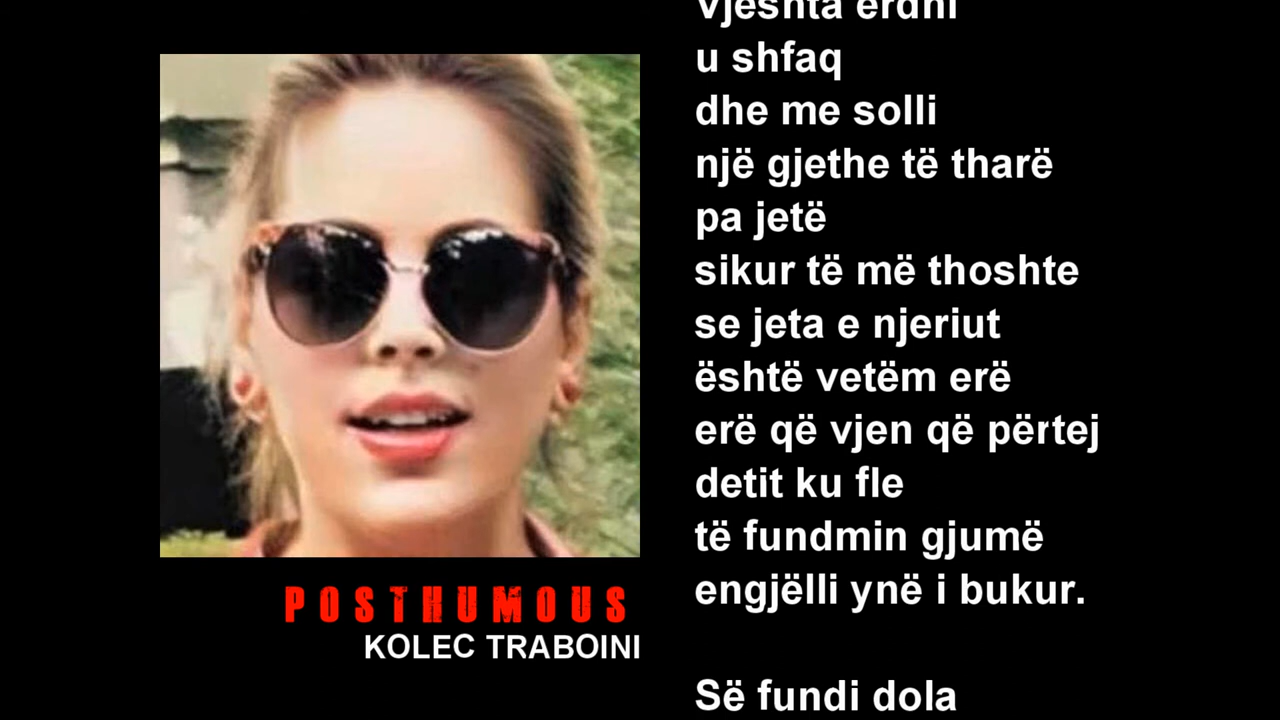 Vjeshta erdhi
u shfaq
dhe me solli
një gjethe të tharë
pa jetë
sikur të më thoshte
se jeta e njeriut
është vetëm erë
erë që vjen që përtej
detit ku fle
të fundmin gjumë
engjëlli ynë i bukur.
Së fundi dola
POSTHUMOUS
KOLEC TRABOINI